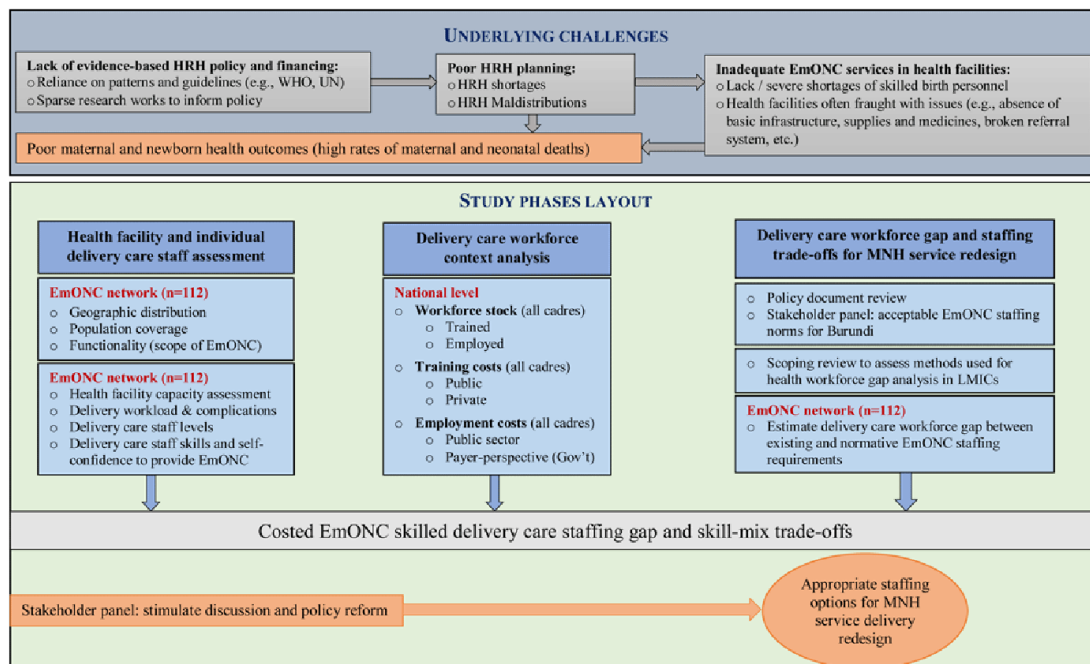 UNDERLYING CHALLENGES
Lack of evidence-based HRH policy and financing:
o Reliance on patterns and guidelines (e.g., WHO, UN)
o Sparse research works to inform policy
Poor HRH planning:
o HRH shortages
o HRH Maldistributions
Inadequate EmONC services in health facilities:
o Lack / severe shortages of skilled birth personnel
o Health facilities often fraught with issues (e.g., absence of
basic infrastructure, supplies and medicines, broken referral
system, etc.)
Poor maternal and newborn health outcomes (high rates of maternal and neonatal deaths)
STUDY PHASES LAYOUT
Health facility and individual
delivery care staff assessment
EmONC network (n=112)
o Geographic distribution
o Population coverage
o Functionality (scope of EmONC)
EmONC network (n=112)
o Health facility capacity assessment
o Delivery workload & complications
o Delivery care staff levels
o Delivery care staff skills and self-
confidence to provide EmONC
Delivery care workforce
context analysis
National level
o Workforce stock (all cadres)
o Trained
o Employed
o Training costs (all cadres)
o Public
o Private
o Employment costs (all cadres)
o Public sector
o Payer-perspective (Gov't)
Delivery care workforce gap and staffing
trade-offs for MNH service redesign
o Policy document review
o Stakeholder panel: acceptable EmONC staffing
norms for Burundi
o Scoping review to assess methods used for
health workforce gap analysis in LMICs
EmONC network (n=112)
o Estimate delivery care workforce gap between
existing and normative EmONC staffing
requirements
Costed EmONC skilled delivery care staffing gap and skill-mix trade-offs
Stakeholder panel: stimulate discussion and policy reform
Appropriate staffing
options for MNH
service delivery
redesign